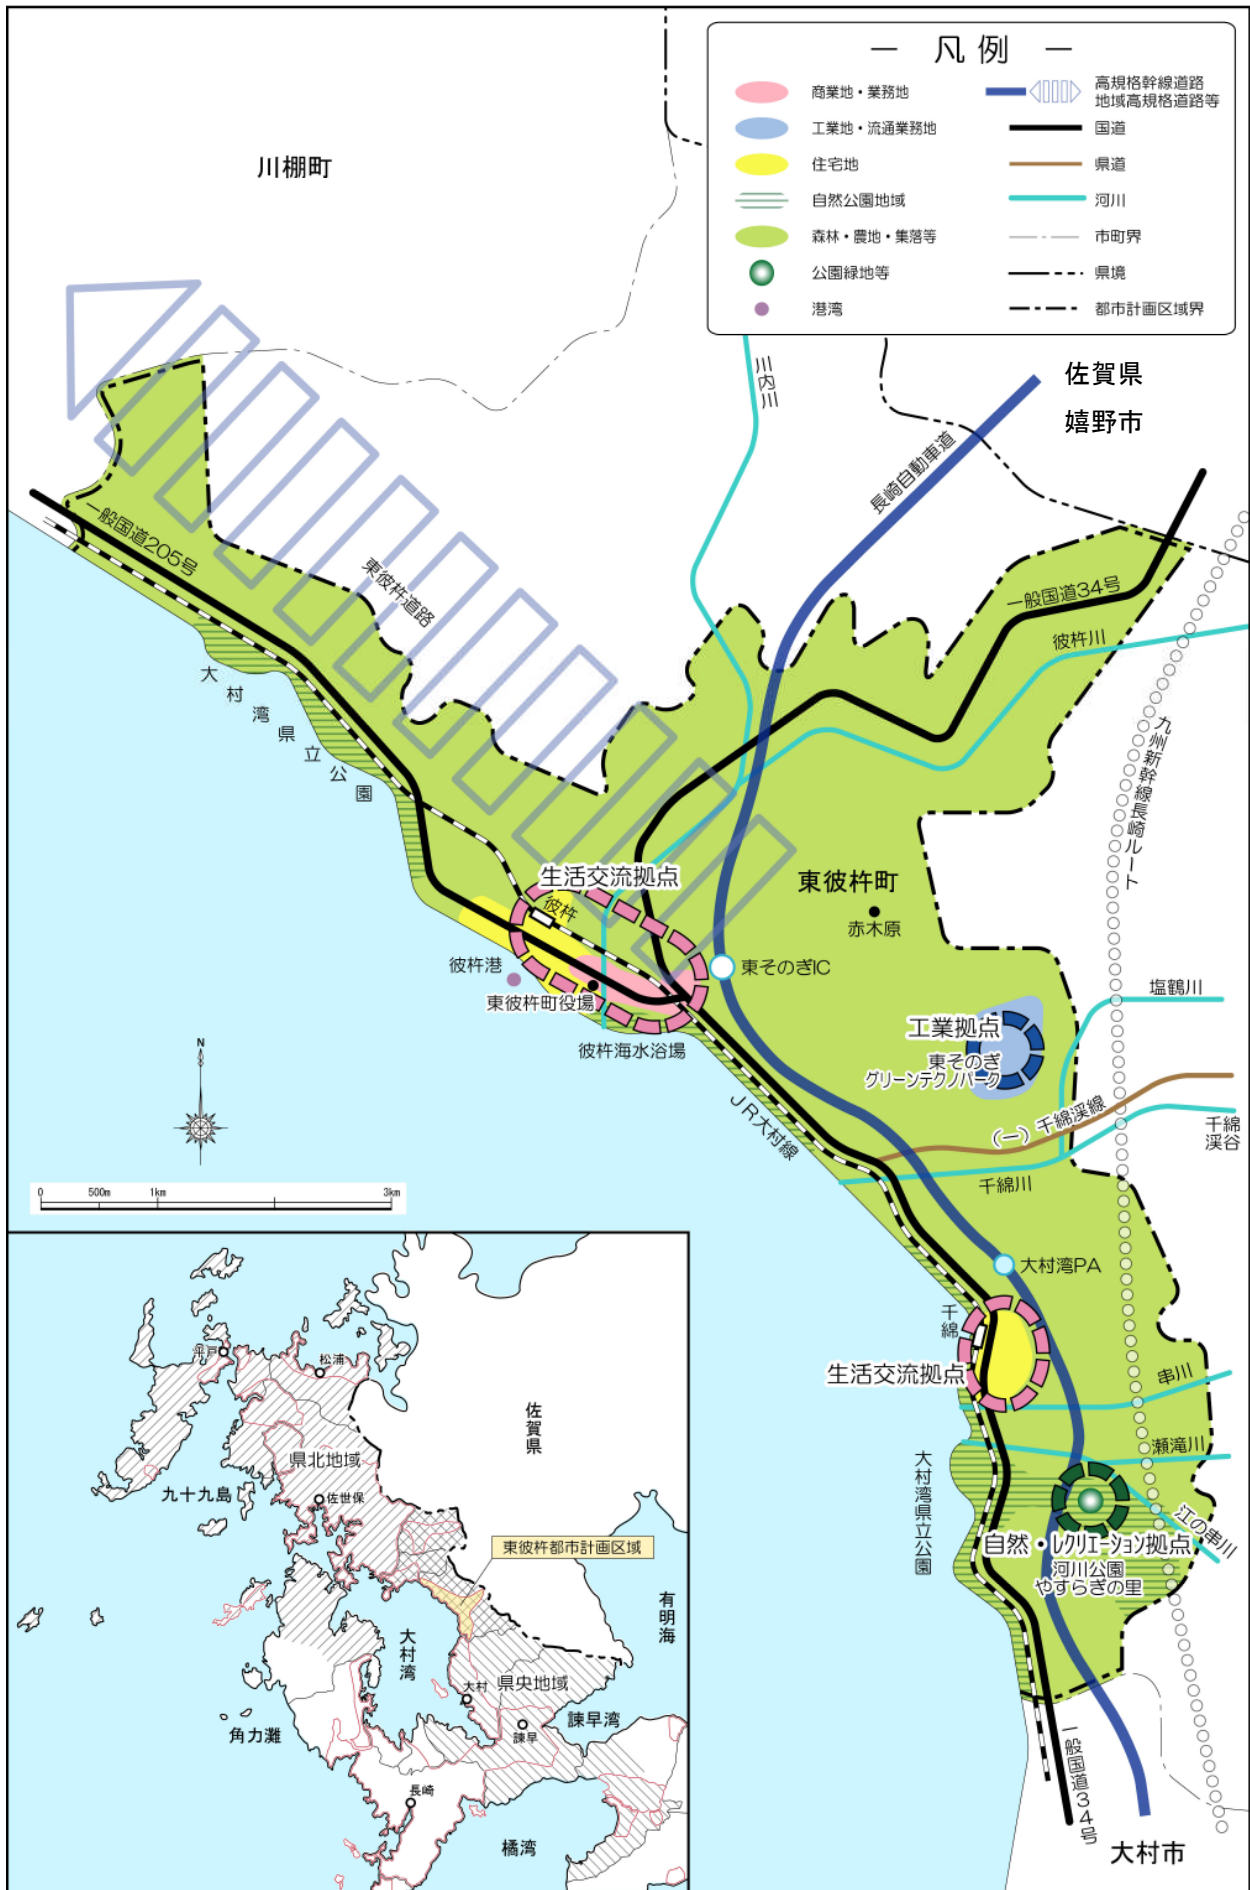 ― 凡例 ―
商業地・業務地
工業地・流通業務地
住宅地
自然公園地域
森林・農地・集落等
公園緑地等
港湾
高規格幹線道路
地域高規格道路等
国道
県道
河川
市町界
県境
都市計画区域界
川棚町
佐賀県
嬉野市
川内川
長崎自動車道
一般国道205号
東彼杵道路
一般国道34号
彼杵川
大村湾県立公園
九州新幹線長崎ルート
生活交流拠点
彼杵
東彼杵町
赤木原
彼杵港
東彼杵町役場
東そのぎIC
塩鶴川
工業拠点
東そのぎ
グリーンテクノパーク
彼杵海水浴場
JR大村線
(一)千綿渓線
千綿
渓谷
千綿川
N
0 500m 1km 3km
大村湾PA
千綿
生活交流拠点
串川
瀬滝川
大村湾県立公園
江の串川
自然・レクリエーション拠点
河川公園
やすらぎの里
一般国道34号
大村市
平戸
松浦
佐賀県
県北地域
九十九島
佐世保
東彼杵都市計画区域
有明海
大村湾
大村
県央地域
角力灘
諫早湾
諫早
長崎
橘湾